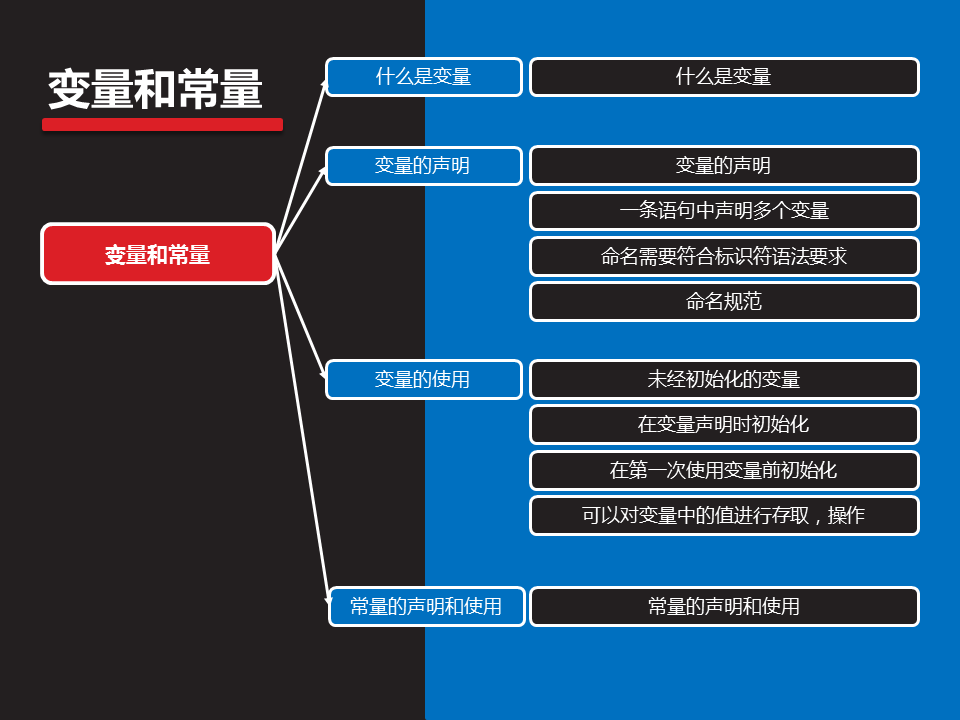 变量和常量
变量和常量
什么是变量
什么是变量
变量的声明
变量的声明
一条语句中声明多个变量
命名需要符合标识符语法要求
命名规范
变量的使用
未经初始化的变量
在变量声明时初始化
在第一次使用变量前初始化
可以对变量中的值进行存取，操作
常量的声明和使用
常量的声明和使用